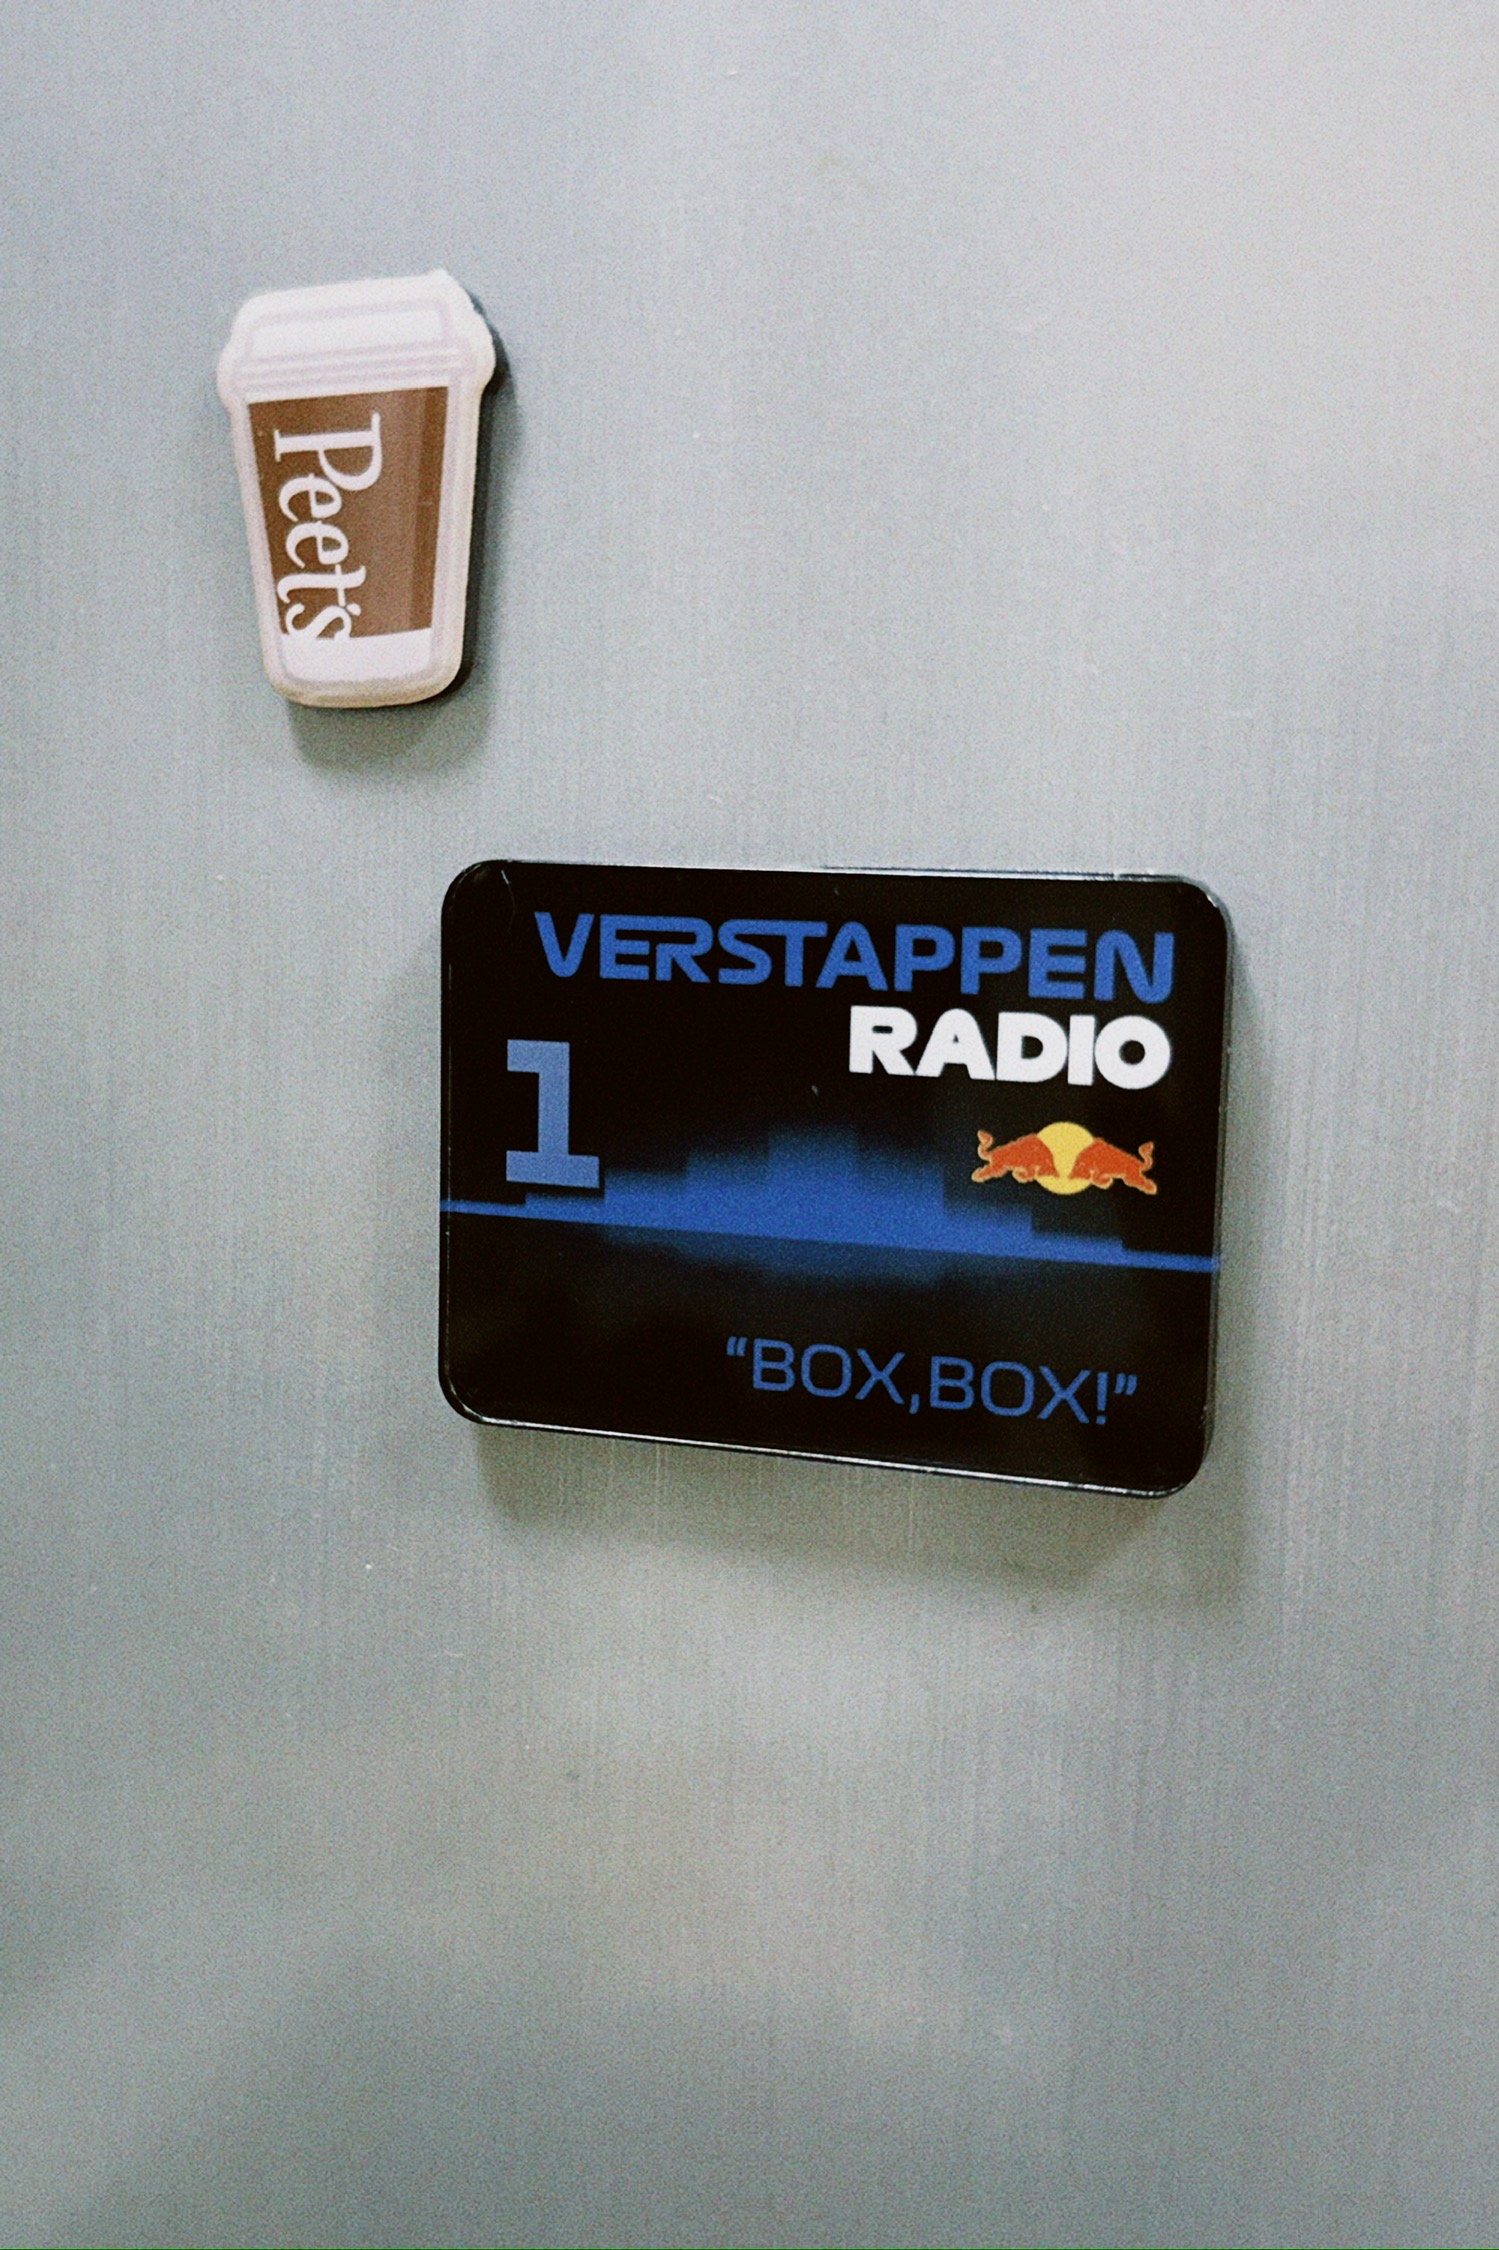 Peet's
VERSTAPPEN
RADIO
1
“BOX,BOX!”